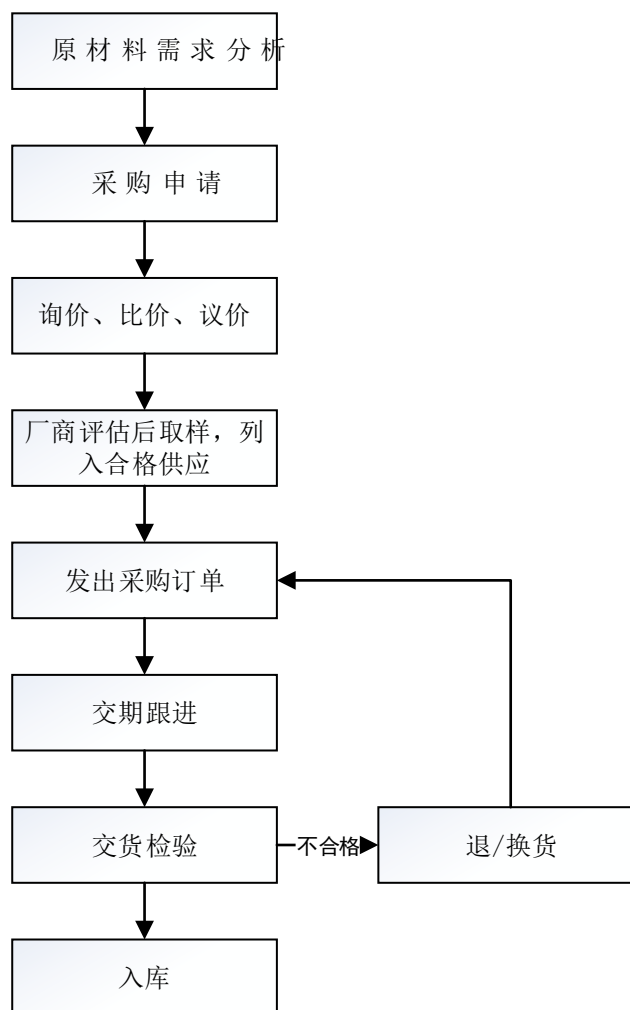 原材料需求分析
采购申请
询价、比价、议价
厂商评估后取样，列
入合格供应
发出采购订单
交期跟进
交货检验
不合格
退/换货
入库